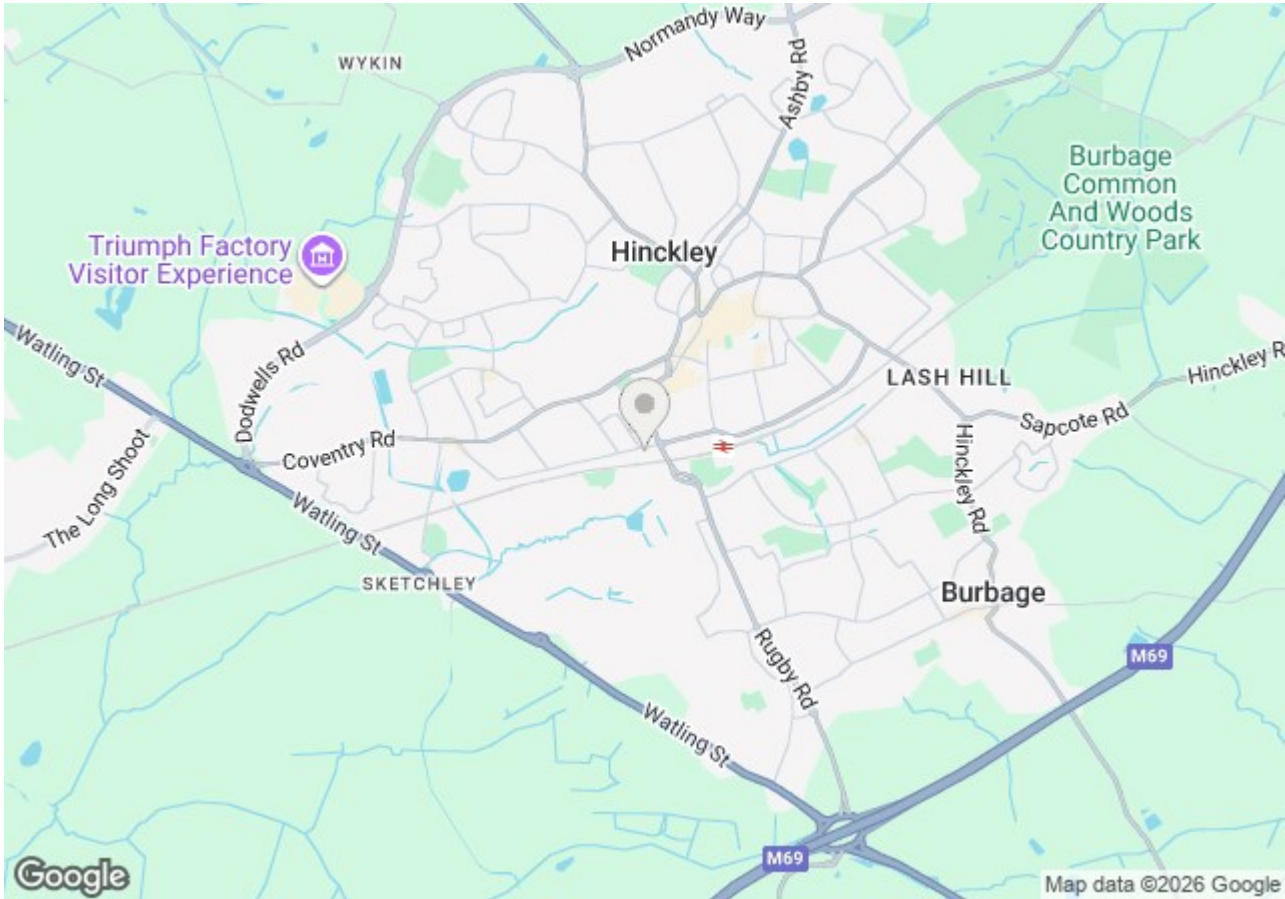 Normandy Way
WYKIN
Ashby Rd
Burbage
Common
And Woods
Country Park
Triumph Factory
Visitor Experience
Hinckley
Watling St
Dodwells Rd
LASH HILL
Hinckley R
Sapcote Rd
Coventry Rd
The Long Shoot
Hinckley Rd
Watling St
SKETCHLEY
Burbage
Rugby Rd
M69
Watling St
M69
Google
Map data ©2026 Google